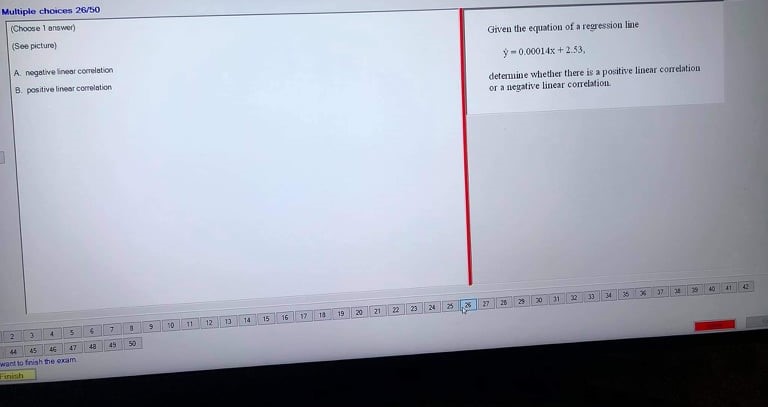 Multiple choices 26/50
(Choose 1 answer)
(See picture)
A. negative linear correlation
B. positive linear correlation
Given the equation of a regression line
ŷ = 0.00014x + 2.53,
determine whether there is a positive linear correlation
or a negative linear correlation.
2 3 4 5 6 7 8 9 10 11 12 13 14 15 16 17 18 19 20 21 22 23 24 25 26 27 28 29 30 31 32 33 34 35 36 37 38 39 40 41 42
44 45 46 47 48 49 50
want to finish the exam.
Finish